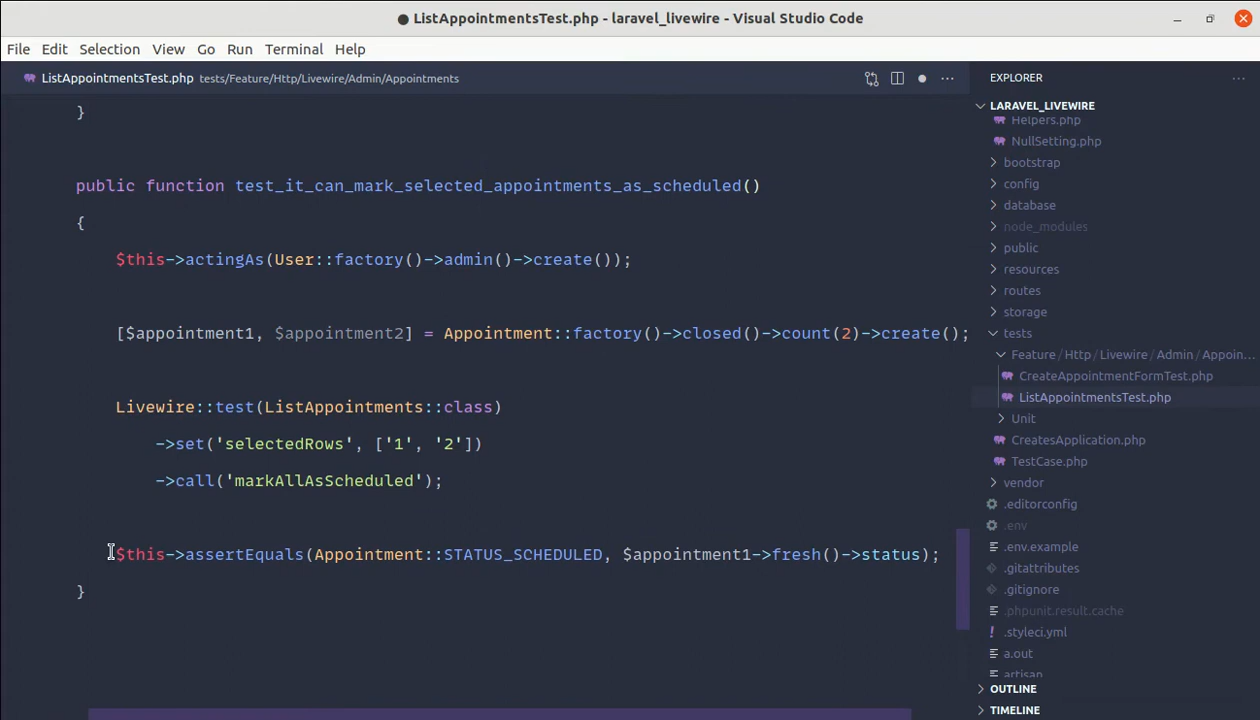 ● ListAppointmentsTest.php - laravel_livewire - Visual Studio Code
File Edit Selection View Go Run Terminal Help
ListAppointmentsTest.php tests/Feature/Http/Livewire/Admin/Appointments
}
public function test_it_can_mark_selected_appointments_as_scheduled()
{
$this->actingAs(User::factory()->admin()->create());
[$appointment1, $appointment2] = Appointment::factory()->closed()->count(2)->create();
Livewire::test(ListAppointments::class)
->set('selectedRows', ['1', '2'])
->call('markAllAsScheduled');
$this->assertEquals(Appointment::STATUS_SCHEDULED, $appointment1->fresh()->status);
}
EXPLORER
LARAVEL_LIVEWIRE
Helpers.php
NullSetting.php
bootstrap
config
database
node_modules
public
resources
routes
storage
tests
Feature / Http / Livewire / Admin / Appoin...
CreateAppointmentFormTest.php
ListAppointmentsTest.php
Unit
CreatesApplication.php
TestCase.php
vendor
.editorconfig
.env
.env.example
.gitattributes
.gitignore
.phpunit.result.cache
.styleci.yml
a.out
artisan
OUTLINE
TIMELINE